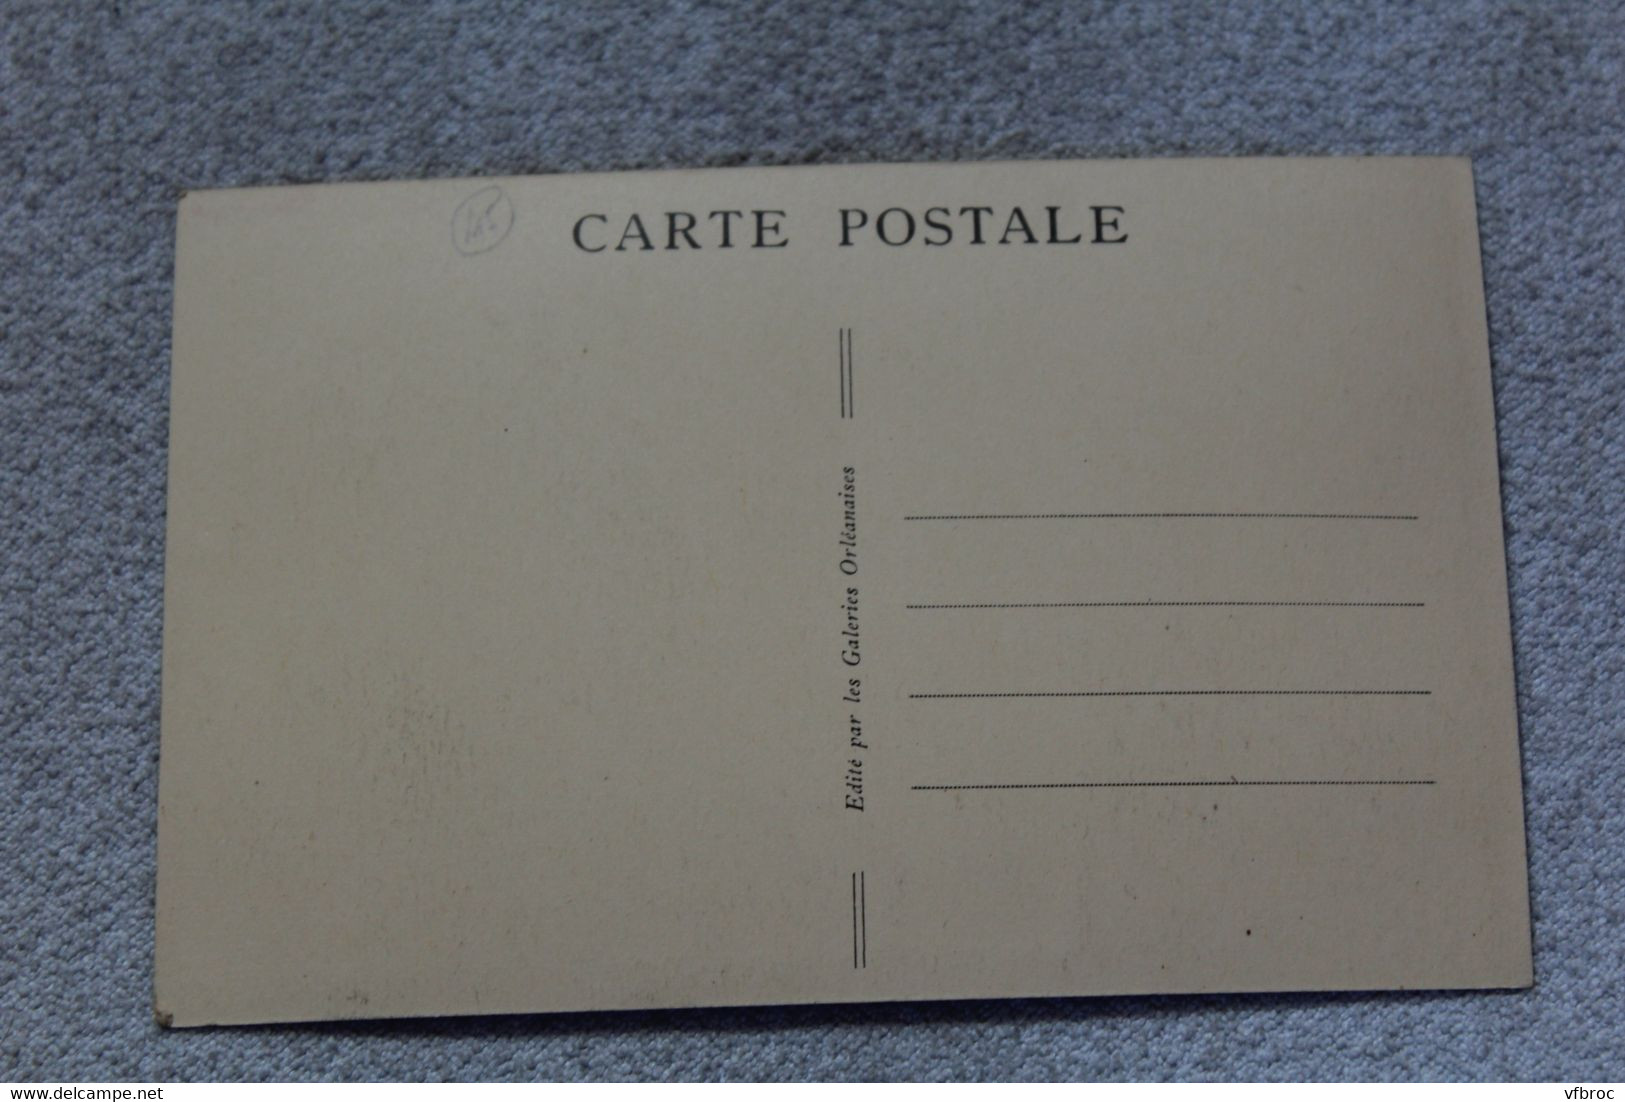 CARTE POSTALE
Edité par les Galeries Orléanaises
www.delcampe.net
vfbroc